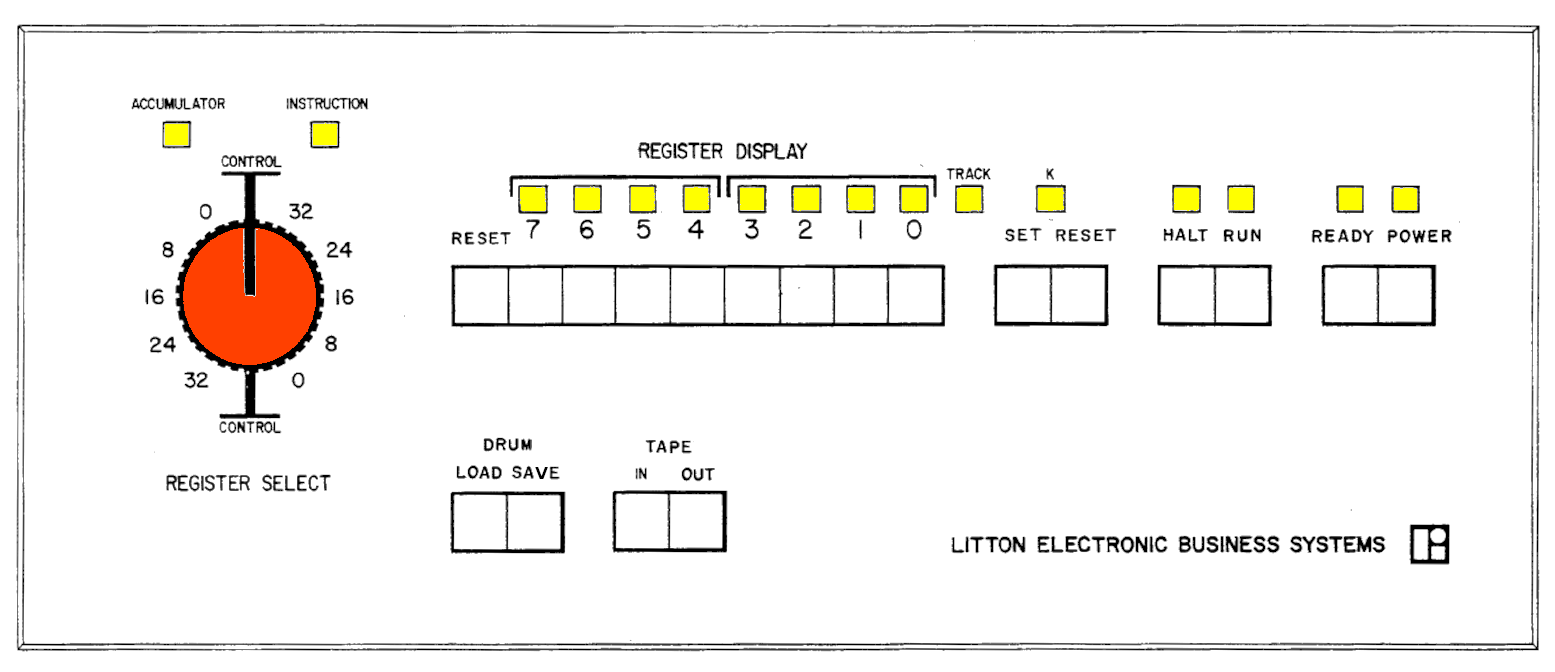 ACCUMULATOR INSTRUCTION
CONTROL
0 32
8 24
16 16
24 8
32 0
CONTROL
REGISTER SELECT
REGISTER DISPLAY
TRACK K
RESET 7 6 5 4 3 2 1 0
SET RESET
HALT RUN
READY POWER
DRUM
LOAD SAVE
TAPE
IN OUT
LITTON ELECTRONIC BUSINESS SYSTEMS